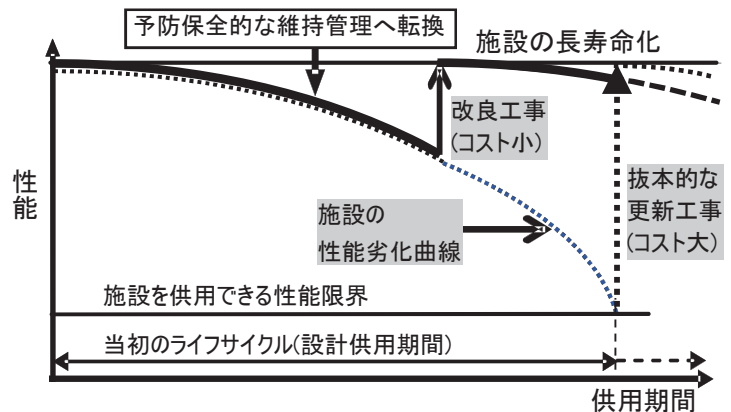 予防保全的な維持管理へ転換
施設の長寿命化
改良工事
(コスト小)
性能
抜本的な
更新工事
(コスト大)
施設の
性能劣化曲線
施設を供用できる性能限界
当初のライフサイクル(設計供用期間)
供用期間